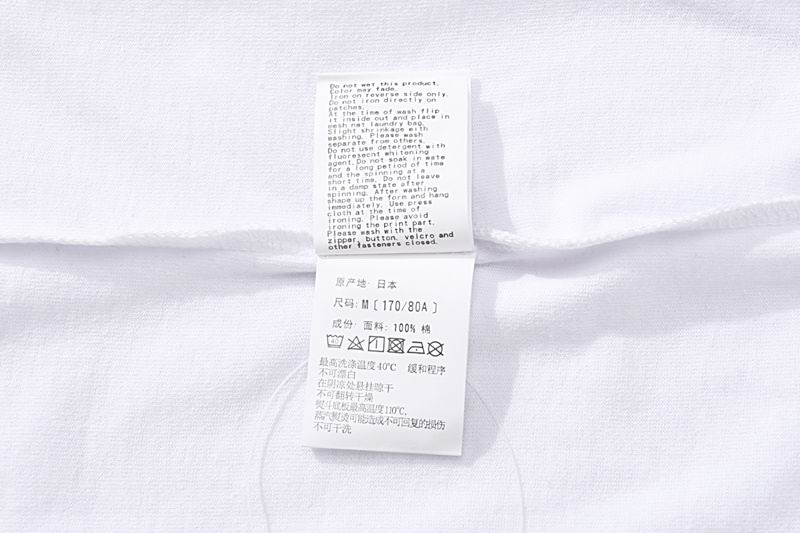 Do not wet this product.
Color may fade.
Iron on reverse side only.
Do not iron directly on
patches.
At the time of wash flip
it inside out and place in
mesh net laundry bag.
Slight shrinkage with
washing. Please wash
separate from others.
Do not use detergent with
fluoresecnt whitening
agent. Do not soak in wate
for a long period of time
and the spinning at a
short time. Do not leave
in a damp state after
spinning. After washing
shape up the form and hang
immediately. Use press
cloth at the time of
ironing. Please avoid
ironing the print part.
Please wash with the
zipper, button, velcro and
other fasteners closed.
原产地: 日本
尺码: M [ 170/80A ]
成份: 面料: 100% 棉
40
最高洗涤温度40℃ 缓和程序
不可漂白
在阴凉处悬挂晾干
不可翻转干燥
熨斗底板最高温度110℃,
蒸汽熨烫可能造成不可回复的损伤
不可干洗